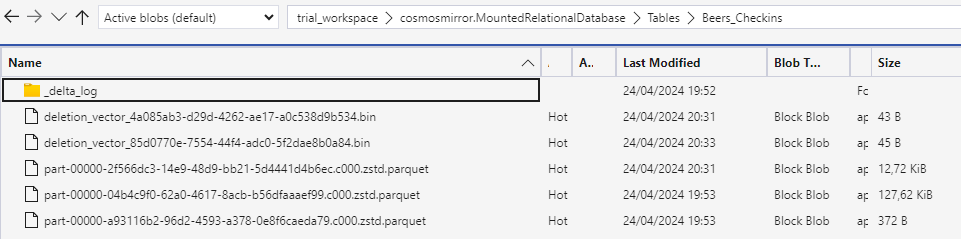 Active blobs (default) trial_workspace > cosmosmirror.MountedRelationalDatabase > Tables > Beers_Checkins
Name A.. Last Modified Blob T... Size
_delta_log 24/04/2024 19:52 Fc
deletion_vector_4a085ab3-d29d-4262-ae17-a0c538d9b534.bin Hot 24/04/2024 20:31 Block Blob ap 43 B
deletion_vector_85d0770e-7554-44f4-adc0-5f2dae8b0a84.bin Hot 24/04/2024 20:33 Block Blob ap 45 B
part-00000-2f566dc3-14e9-48d9-bb21-5d4441d4b6ec.c000.zstd.parquet Hot 24/04/2024 20:31 Block Blob ap 12,72 KiB
part-00000-04b4c9f0-62a0-4617-8acb-b56dfaaaef99.c000.zstd.parquet Hot 24/04/2024 19:53 Block Blob ap 127,62 KiB
part-00000-a93116b2-96d2-4593-a378-0e8f6caeda79.c000.zstd.parquet Hot 24/04/2024 19:53 Block Blob ap 372 B